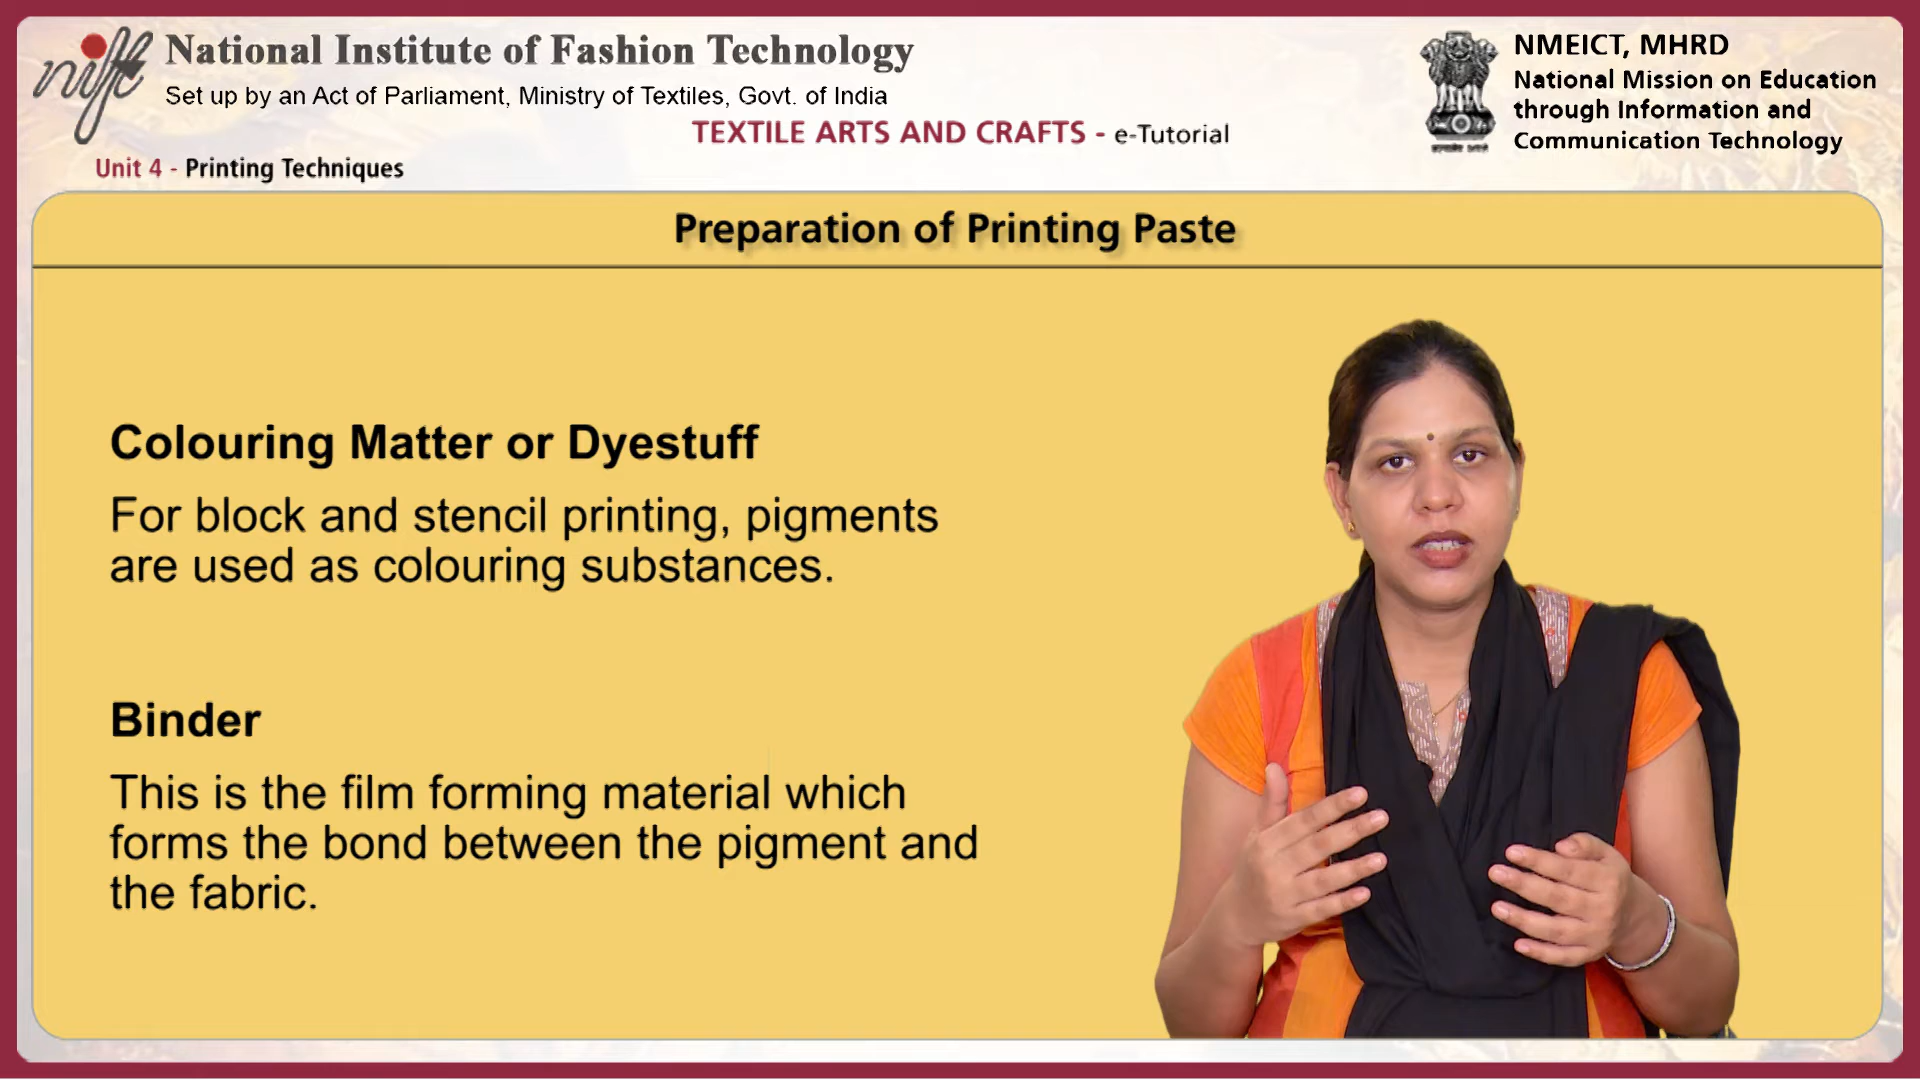 nift
National Institute of Fashion Technology
Set up by an Act of Parliament, Ministry of Textiles, Govt. of India
TEXTILE ARTS AND CRAFTS - e-Tutorial
Unit 4 - Printing Techniques
NMEICT, MHRD
National Mission on Education
through Information and
Communication Technology
Preparation of Printing Paste
Colouring Matter or Dyestuff
For block and stencil printing, pigments
are used as colouring substances.
Binder
This is the film forming material which
forms the bond between the pigment and
the fabric.